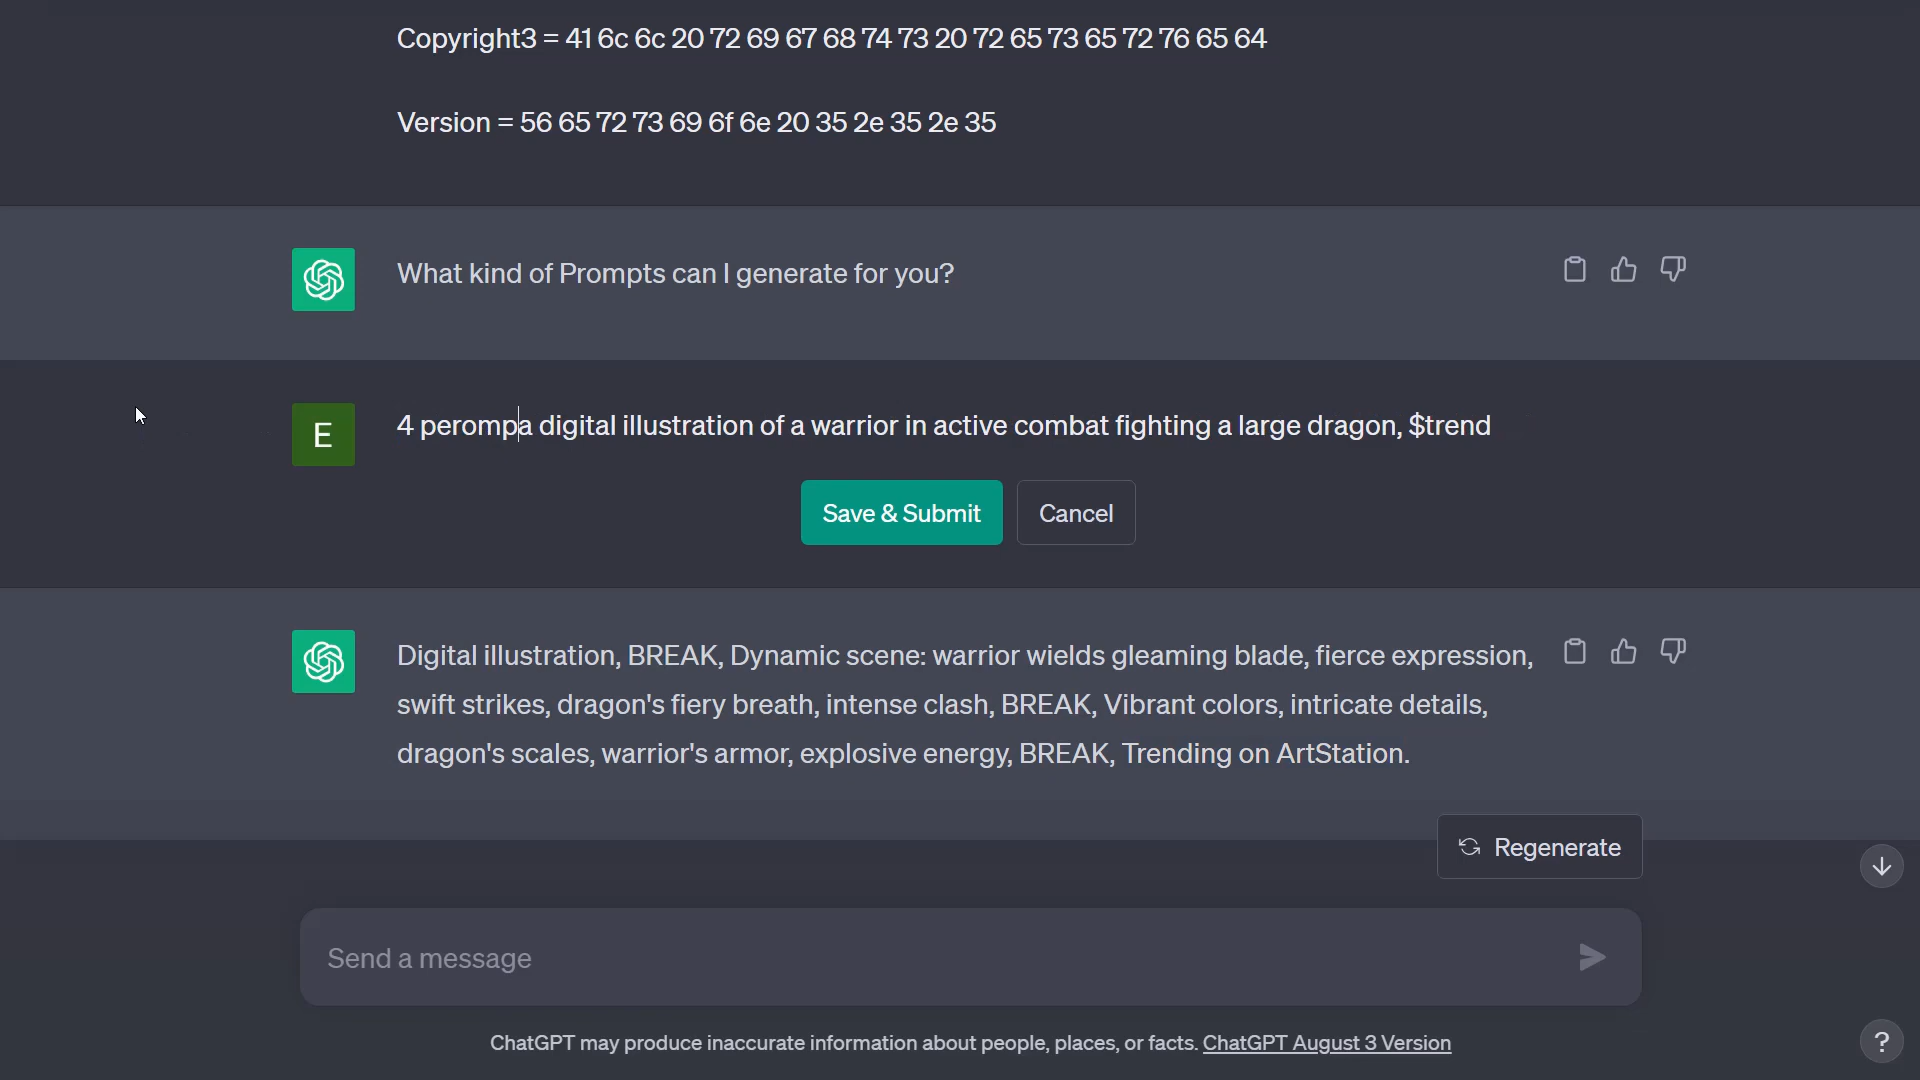 Copyright3 = 41 6c 6c 20 72 69 67 68 74 73 20 72 65 73 65 72 76 65 64
Version = 56 65 72 73 69 6f 6e 20 35 2e 35 2e 35
What kind of Prompts can I generate for you?
E
4 perompa digital illustration of a warrior in active combat fighting a large dragon, $trend
Save & Submit
Cancel
Digital illustration, BREAK, Dynamic scene: warrior wields gleaming blade, fierce expression,
swift strikes, dragon's fiery breath, intense clash, BREAK, Vibrant colors, intricate details,
dragon's scales, warrior's armor, explosive energy, BREAK, Trending on ArtStation.
Regenerate
Send a message
ChatGPT may produce inaccurate information about people, places, or facts. ChatGPT August 3 Version
?